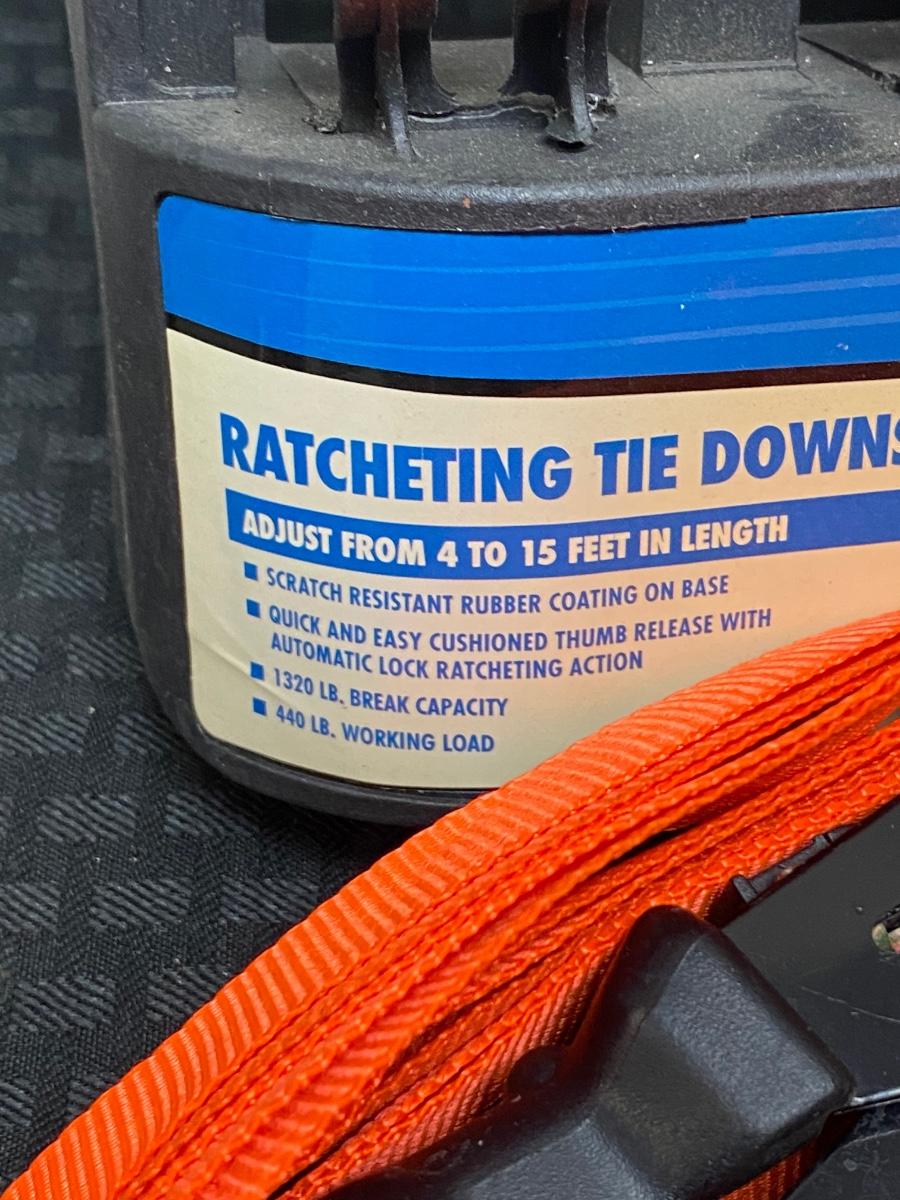 RATCHETING TIE DOWNS
ADJUST FROM 4 TO 15 FEET IN LENGTH
■ SCRATCH RESISTANT RUBBER COATING ON BASE
■ QUICK AND EASY CUSHIONED THUMB RELEASE WITH
AUTOMATIC LOCK RATCHETING ACTION
■ 1320 LB. BREAK CAPACITY
■ 440 LB. WORKING LOAD